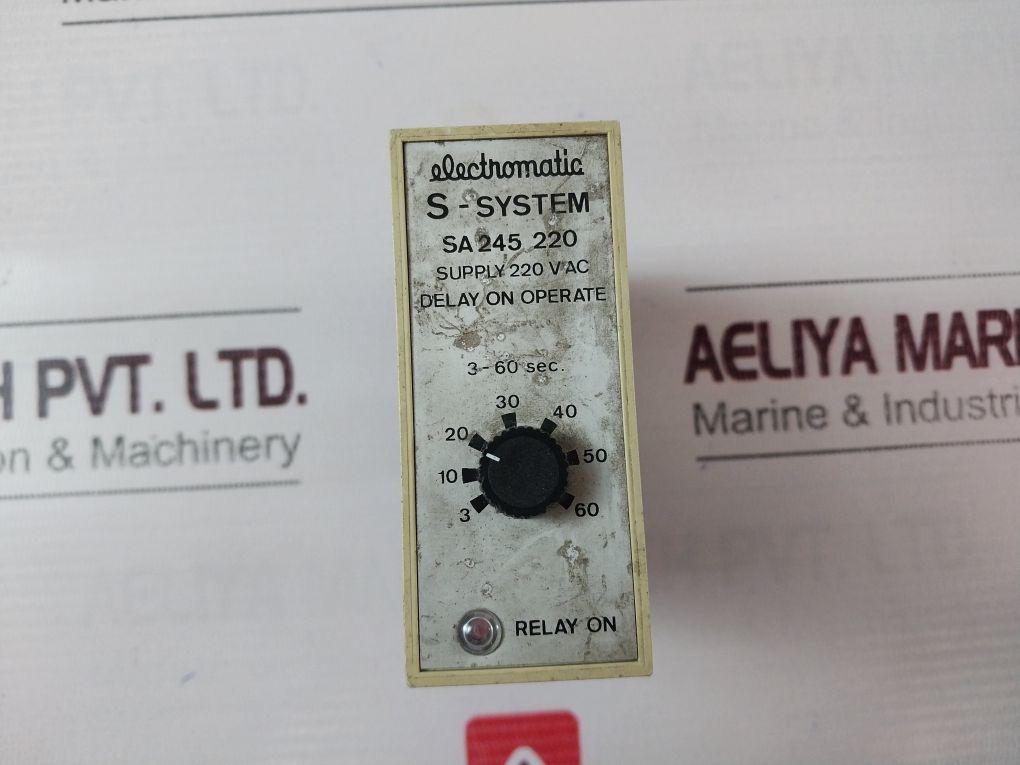 electromatic
S - SYSTEM
SA 245 220
SUPPLY 220 V AC
DELAY ON OPERATE
3 - 60 sec.
30
20
40
10
50
3
60
RELAY ON
H PVT. LTD.
on & Machinery
AELIYA MARI
Marine & Industri